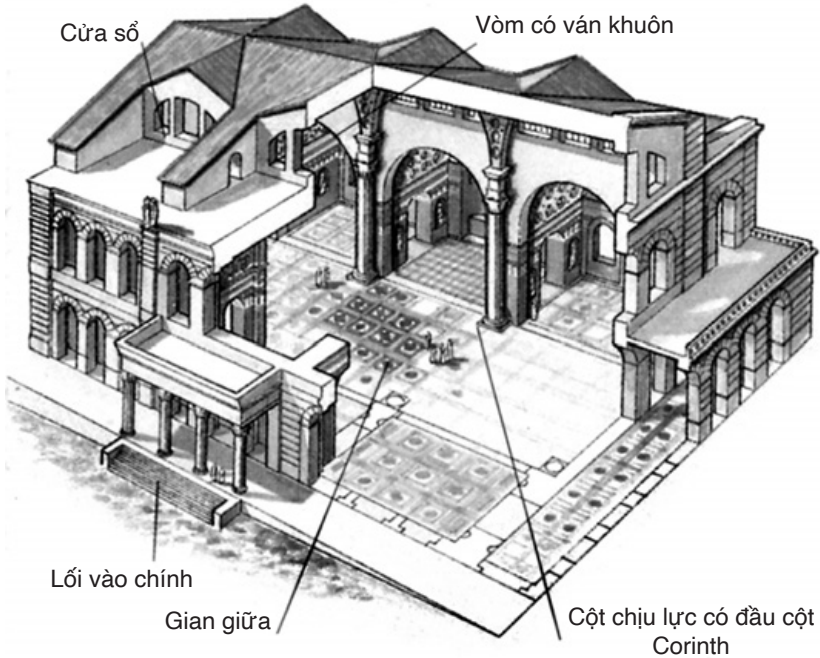 Cửa sổ
Vòm có ván khuôn
Lối vào chính
Gian giữa
Cột chịu lực có đầu cột
Corinth